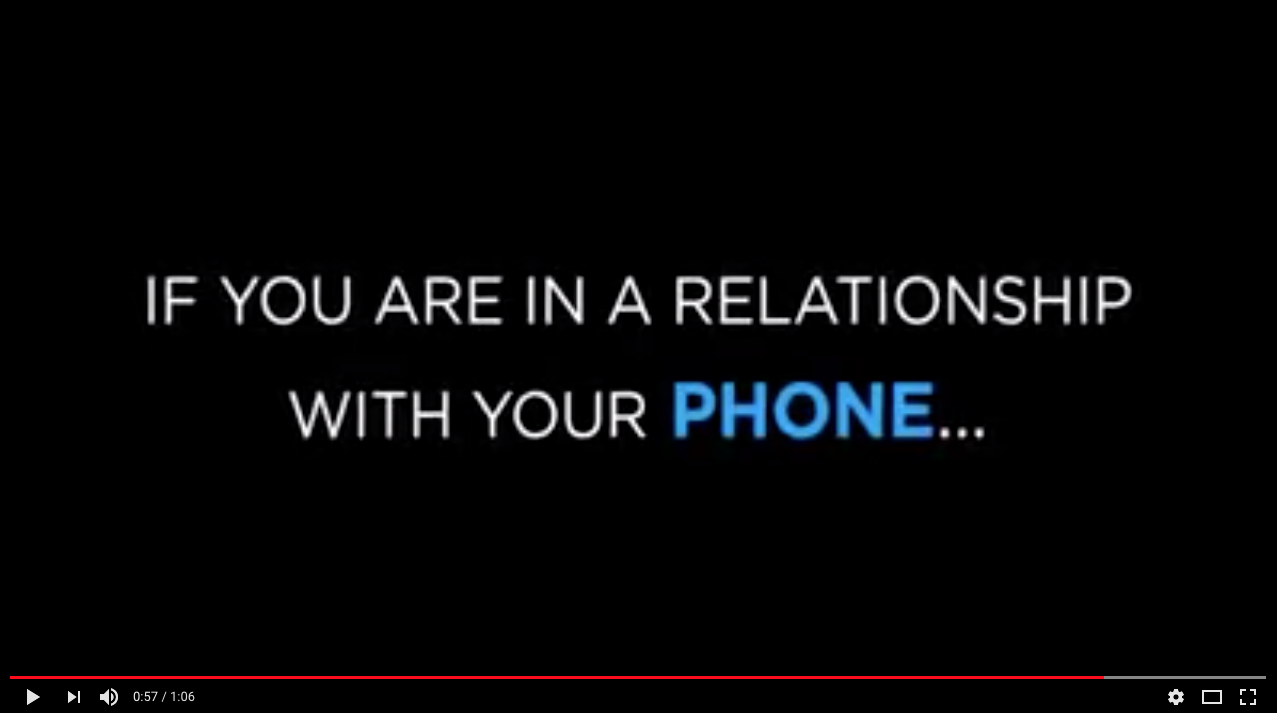 IF YOU ARE IN A RELATIONSHIP
WITH YOUR PHONE...
0:57 / 1:06